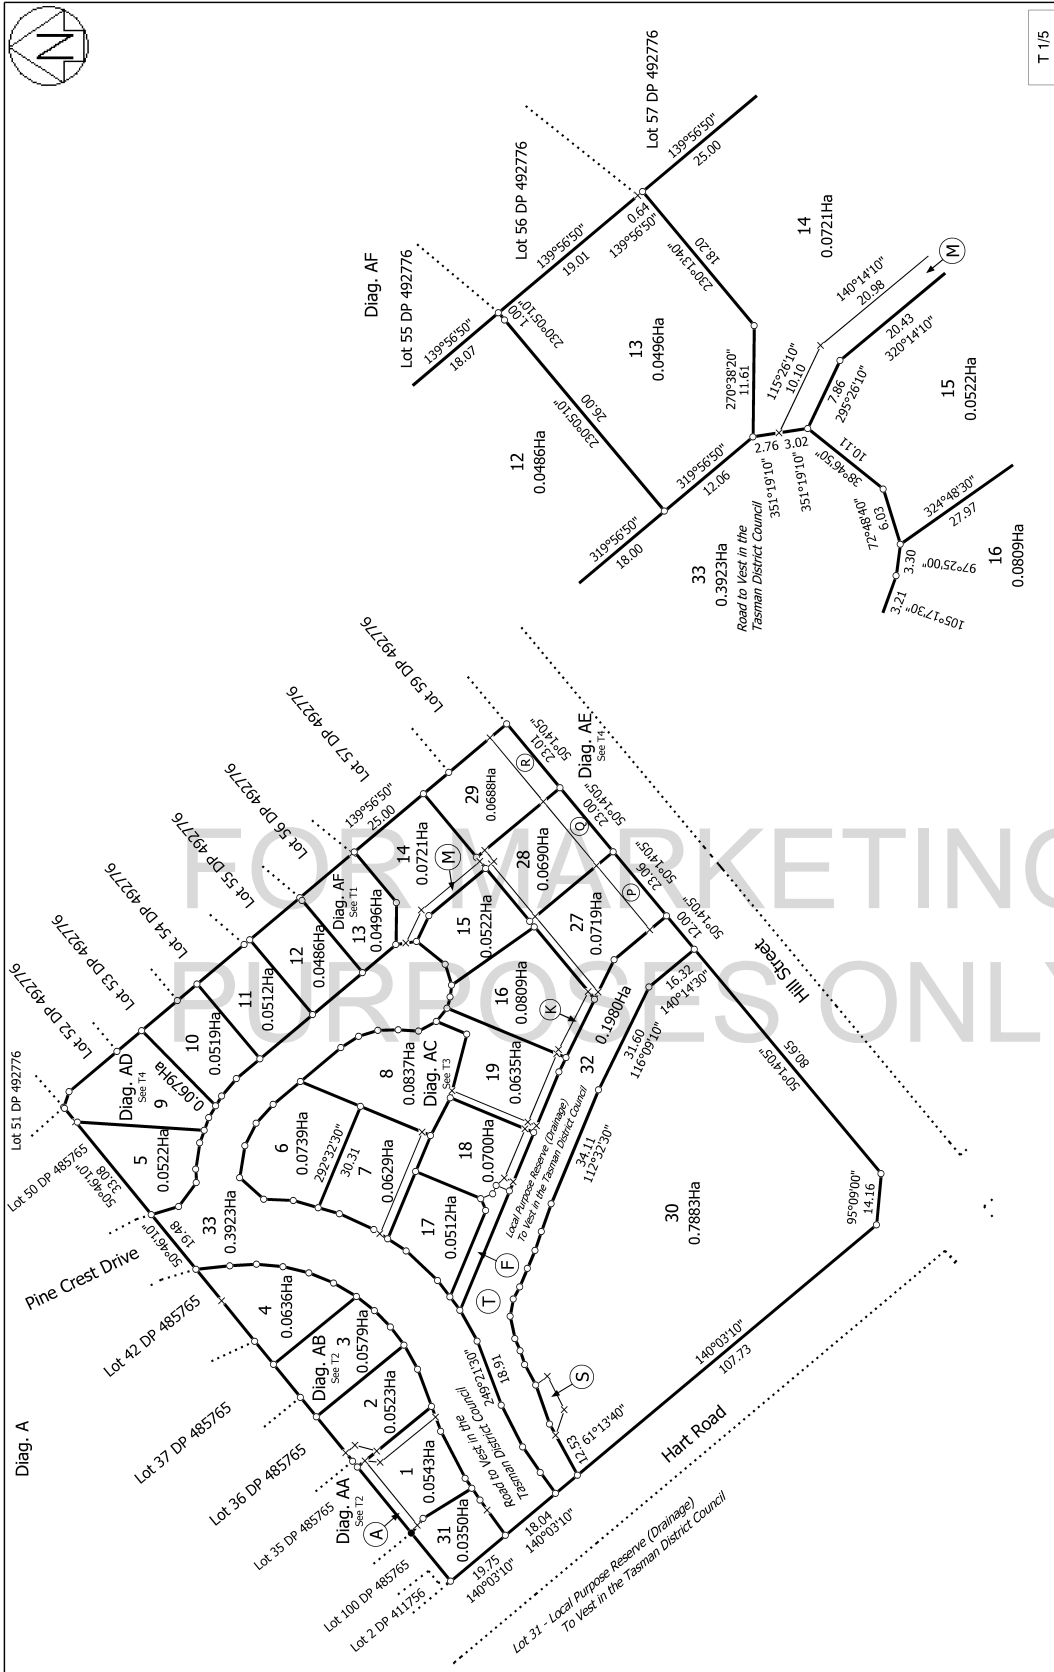 Diag. A
Lot 2 DP 411756
Lot 100 DP 485765
Lot 35 DP 485765
Lot 36 DP 485765
Lot 37 DP 485765
Lot 42 DP 485765
Pine Crest Drive
Lot 50 DP 485765
Lot 51 DP 492776
Lot 52 DP 492776
Lot 53 DP 492776
Lot 54 DP 492776
Lot 55 DP 492776
Lot 56 DP 492776
Lot 57 DP 492776
Lot 59 DP 492776
Diag. AA
See T2
A
31
0.0350Ha
1
0.0543Ha
2
0.0523Ha
Diag. AB
See T2
3
0.0579Ha
4
0.0636Ha
33
0.3923Ha
50°46'10"
19.48
50°46'10"
33.08
5
0.0522Ha
Diag. AD
See T4
9
0.0679Ha
10
0.0519Ha
11
0.0512Ha
12
0.0486Ha
Diag. AF
See T1
13
0.0496Ha
139°56'50"
25.00
14
0.0721Ha
M
29
0.0688Ha
6
0.0739Ha
292°32'30"
30.31
7
0.0629Ha
8
0.0837Ha
Diag. AC
See T3
15
0.0522Ha
16
0.0809Ha
28
0.0690Ha
27
0.0719Ha
17
0.0512Ha
18
0.0700Ha
19
0.0635Ha
K
F
T
S
R
Q
P
Diag. AE
See T4
50°14'05"
23.01
50°14'05"
23.00
50°14'05"
23.06
50°14'05"
12.00
32
0.1980Ha
Local Purpose Reserve (Drainage)
To Vest in the Tasman District Council
16.32
140°14'30"
31.60
116°09'10"
34.11
112°32'30"
249°21'30"
18.91
Road to Vest in the
Tasman District Council
19.75
140°03'10"
18.04
140°03'10"
12.53
61°13'40"
30
0.7883Ha
140°03'10"
107.73
95°09'00"
14.16
50°14'05"
80.65
Hart Road
Hill Street
Lot 31 - Local Purpose Reserve (Drainage)
To Vest in the Tasman District Council
FOR MARKETING
PURPOSES ONLY
Diag. AF
Lot 55 DP 492776
Lot 56 DP 492776
Lot 57 DP 492776
139°56'50"
18.07
1.00
230°05'10"
139°56'50"
19.01
0.64
139°56'50"
139°56'50"
25.00
12
0.0486Ha
26.00
230°05'10"
13
0.0496Ha
18.20
230°13'40"
14
0.0721Ha
319°56'50"
18.00
319°56'50"
12.06
270°38'20"
11.61
115°26'10"
10.10
140°14'10"
20.98
M
33
0.3923Ha
Road to Vest in the
Tasman District Council
2.76
351°19'10"
3.02
351°19'10"
7.86
295°26'10"
20.43
320°14'10"
10.11
38°46'50"
15
0.0522Ha
72°48'40"
6.03
324°48'30"
27.97
3.30
97°25'00"
3.21
105°17'30"
16
0.0809Ha
T 1/5
N